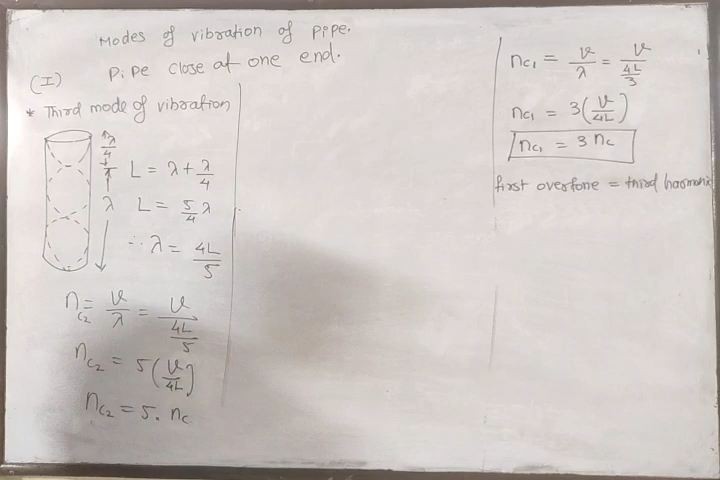 Modes of vibration of pipe.
(I) Pipe close at one end.
* Third mode of vibration
λ/4
λ
L = λ + λ/4
L = 5/4 λ
∴ λ = 4L/5
nc2 = v/λ = v/(4L/5)
nc2 = 5(v/4L)
nc2 = 5. nc
nc1 = v/λ = v/(4L/3)
nc1 = 3(v/4L)
nc1 = 3 nc
first overtone = third harmonic